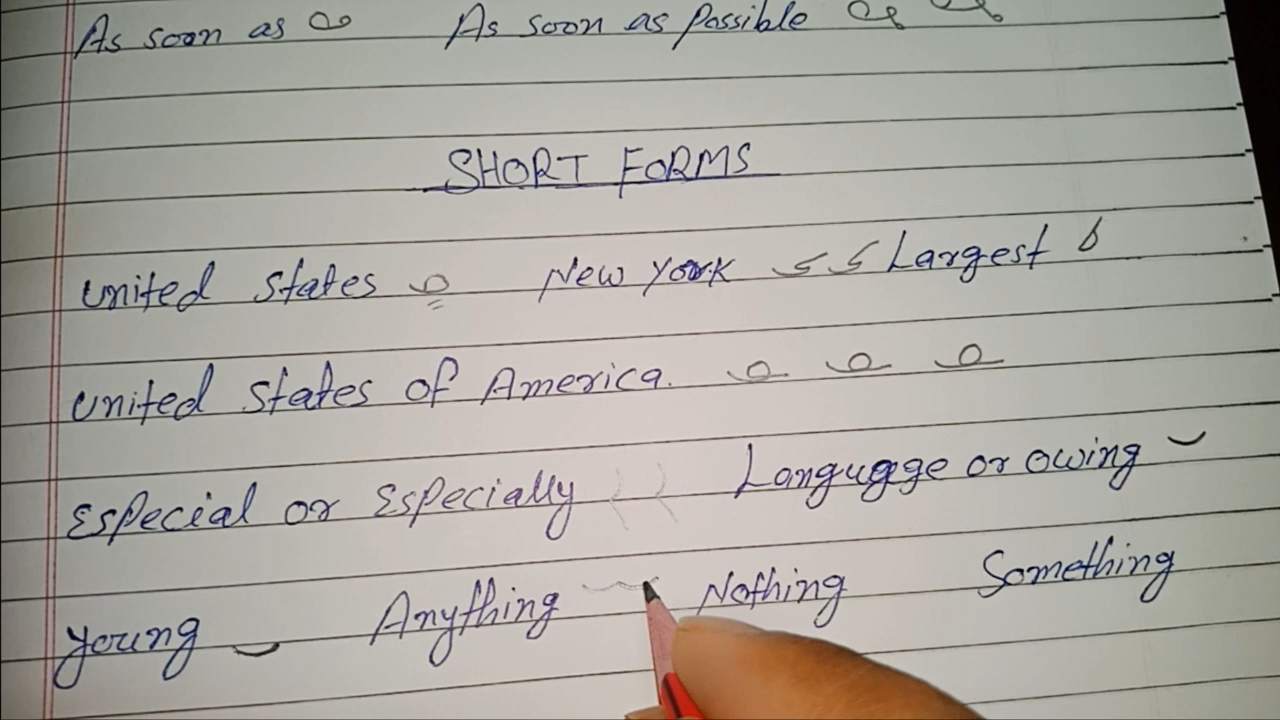 As soon as As soon as possible
SHORT FORMS
United States New York Largest
United States of America.
Especial or Especially Langugge or owing
Young Anything Nothing Something